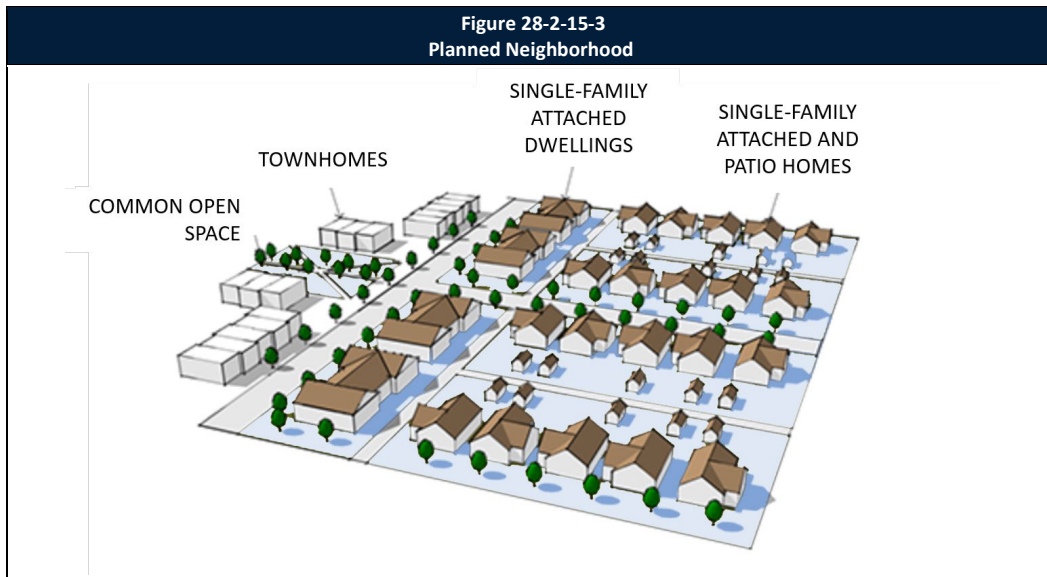 Figure 28-2-15-3
Planned Neighborhood
SINGLE-FAMILY
ATTACHED
DWELLINGS
SINGLE-FAMILY
ATTACHED AND
PATIO HOMES
TOWNHOMES
COMMON OPEN
SPACE